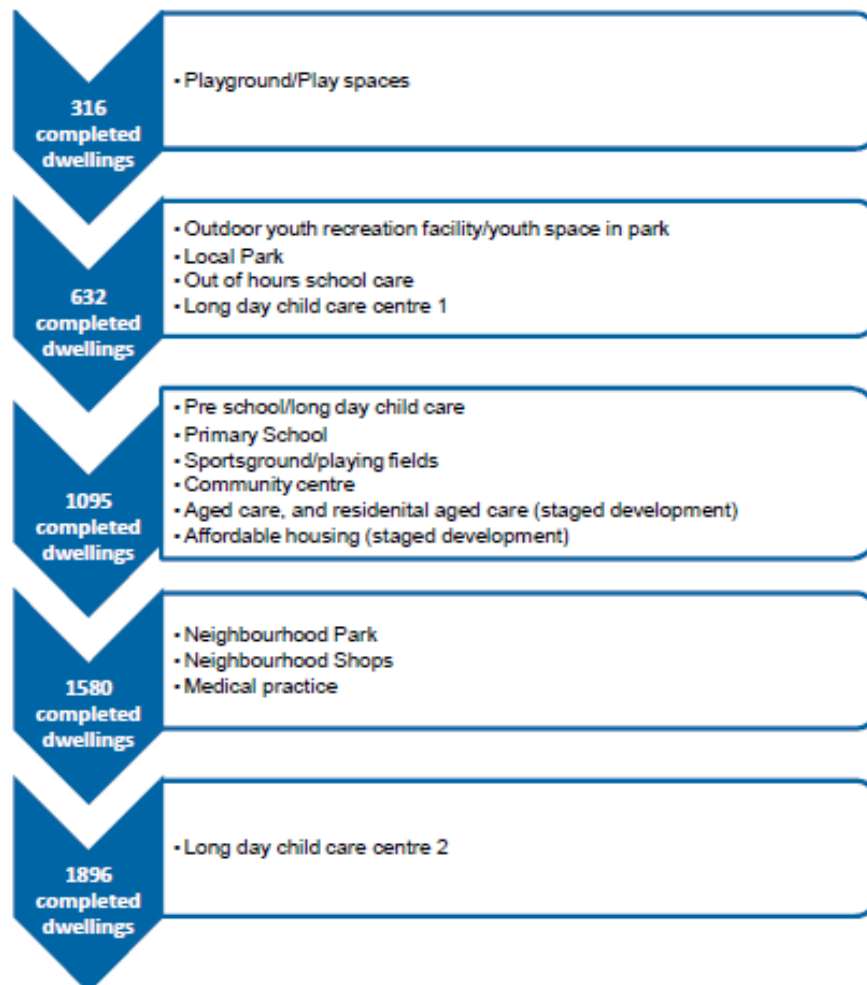 316
completed
dwellings
• Playground/Play spaces
632
completed
dwellings
• Outdoor youth recreation facility/youth space in park
• Local Park
• Out of hours school care
• Long day child care centre 1
1095
completed
dwellings
• Pre school/long day child care
• Primary School
• Sportsground/playing fields
• Community centre
• Aged care, and residenital aged care (staged development)
• Affordable housing (staged development)
1580
completed
dwellings
• Neighbourhood Park
• Neighbourhood Shops
• Medical practice
1896
completed
dwellings
• Long day child care centre 2